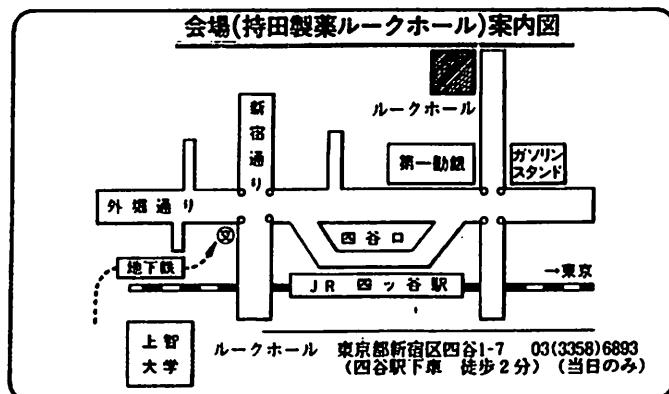 会場(持田製薬ルークホール)案内図
ルークホール
新宿通り
第一勧銀
ガソリン
スタンド
外堀通り
四谷口
地下鉄
JR 四ッ谷駅
→東京
上智
大学
ルークホール 東京都新宿区四谷1-7 03(3358)6893
(四谷駅下車 徒歩2分) (当日のみ)